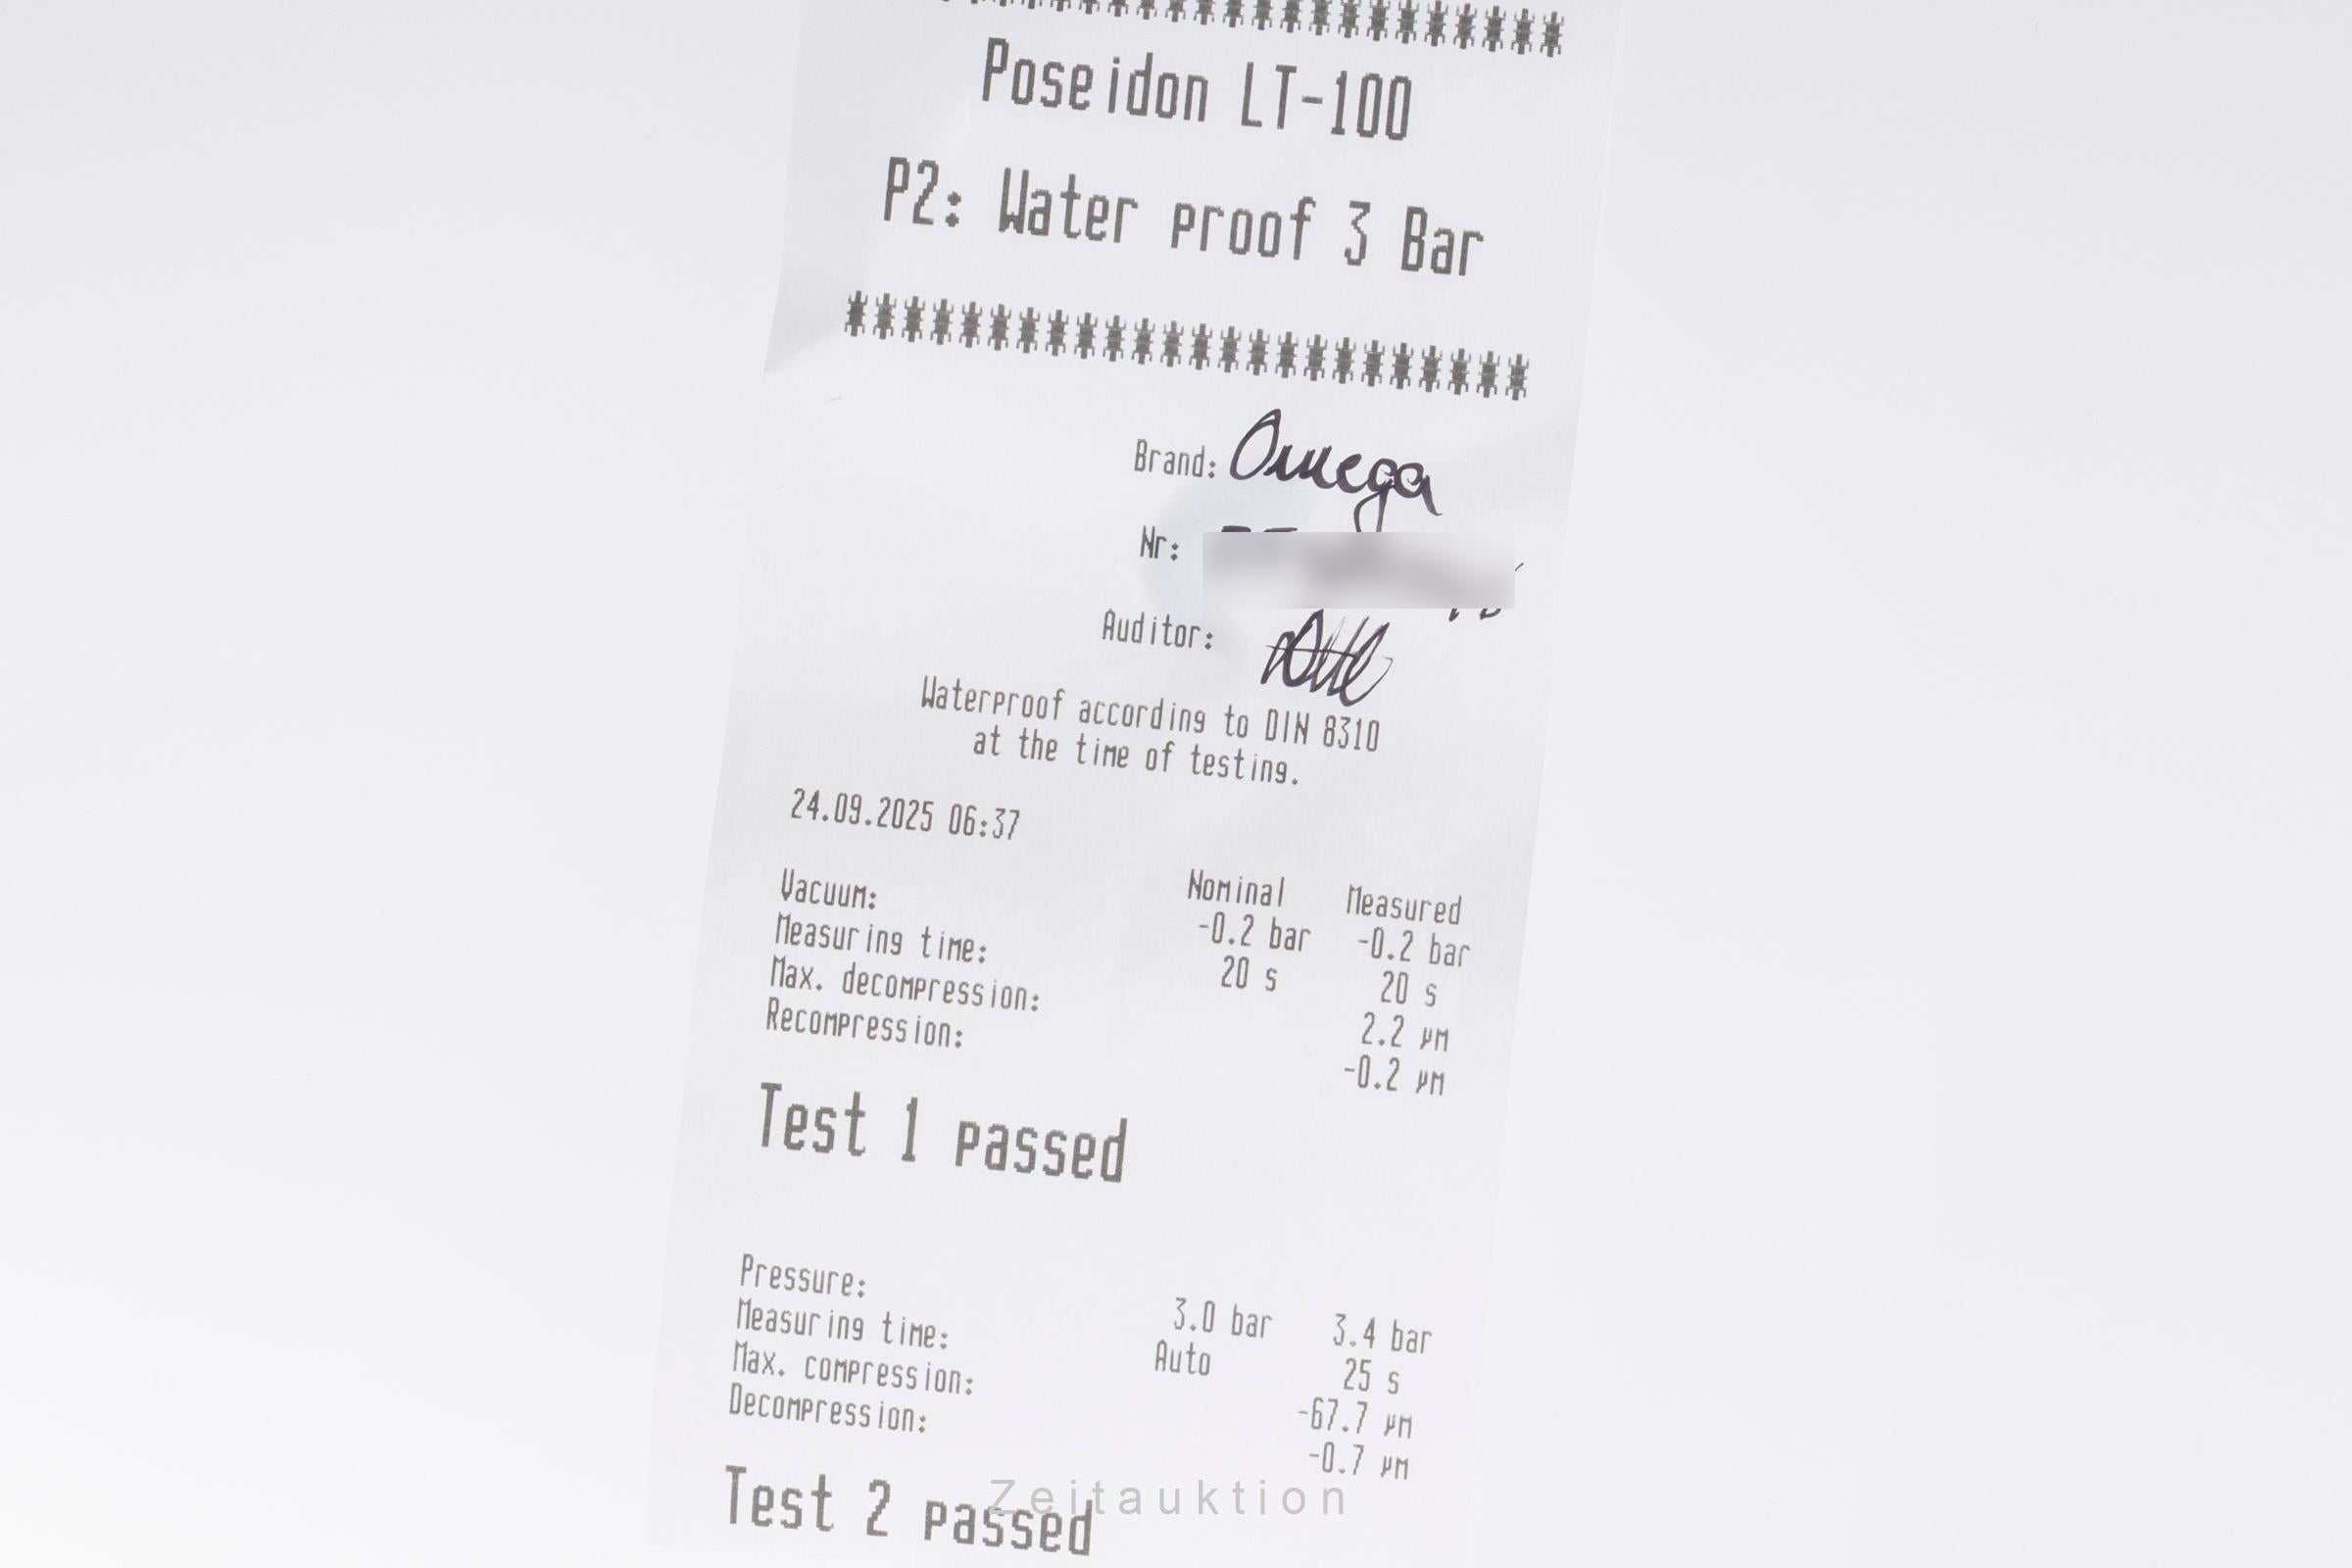 Poseidon LT-100
P2: Water proof 3 Bar
Brand: Omega
Nr:
Auditor:
Waterproof according to DIN 8310
at the time of testing.
24.09.2025 06:37
Nominal Measured
Vacuum: -0.2 bar -0.2 bar
Measuring time: 20 s 20 s
Max. decompression: 2.2 µm
Recompression: -0.2 µm
Test 1 passed
Pressure: 3.0 bar 3.4 bar
Measuring time: Auto 25 s
Max. compression: -67.7 µm
Decompression: -0.7 µm
Test 2 passed
Zeitauktion